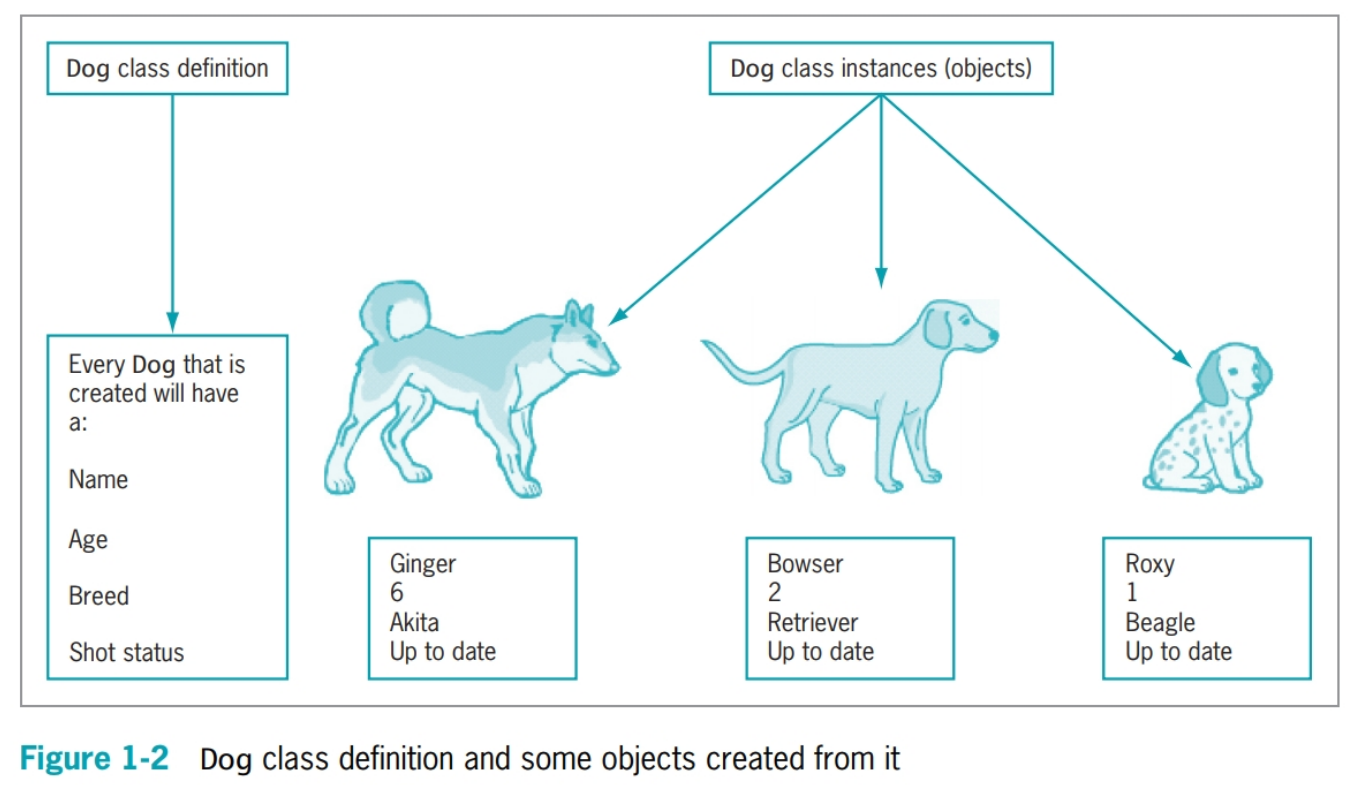 Dog class definition
Dog class instances (objects)
Every Dog that is
created will have
a:
Name
Age
Breed
Shot status
Ginger
6
Akita
Up to date
Bowser
2
Retriever
Up to date
Roxy
1
Beagle
Up to date
Figure 1-2 Dog class definition and some objects created from it